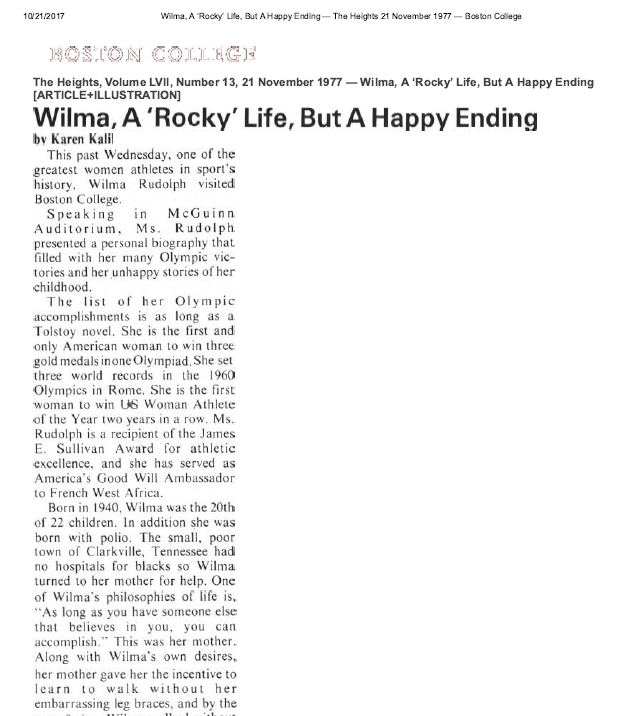 10/21/2017 Wilma, A ‘Rocky’ Life, But A Happy Ending — The Heights 21 November 1977 — Boston College
BOSTON COLLEGE
The Heights, Volume LVII, Number 13, 21 November 1977 — Wilma, A ‘Rocky’ Life, But A Happy Ending
[ARTICLE+ILLUSTRATION]
Wilma, A ‘Rocky’ Life, But A Happy Ending
by Karen Kalil
This past Wednesday, one of the
greatest women athletes in sport's
history, Wilma Rudolph visited
Boston College.
Speaking in McGuinn
Auditorium, Ms. Rudolph
presented a personal biography that
filled with her many Olympic vic-
tories and her unhappy stories of her
childhood.
The list of her Olympic
accomplishments is as long as a
Tolstoy novel. She is the first and
only American woman to win three
gold medals in one Olympiad. She set
three world records in the 1960
Olympics in Rome. She is the first
woman to win US Woman Athlete
of the Year two years in a row. Ms.
Rudolph is a recipient of the James
E. Sullivan Award for athletic
excellence, and she has served as
America's Good Will Ambassador
to French West Africa.
Born in 1940, Wilma was the 20th
of 22 children. In addition she was
born with polio. The small, poor
town of Clarkville, Tennessee had
no hospitals for blacks so Wilma
turned to her mother for help. One
of Wilma's philosophies of life is,
“As long as you have someone else
that believes in you, you can
accomplish.” This was her mother.
Along with Wilma's own desires,
her mother gave her the incentive to
learn to walk without her
embarrassing leg braces, and by the